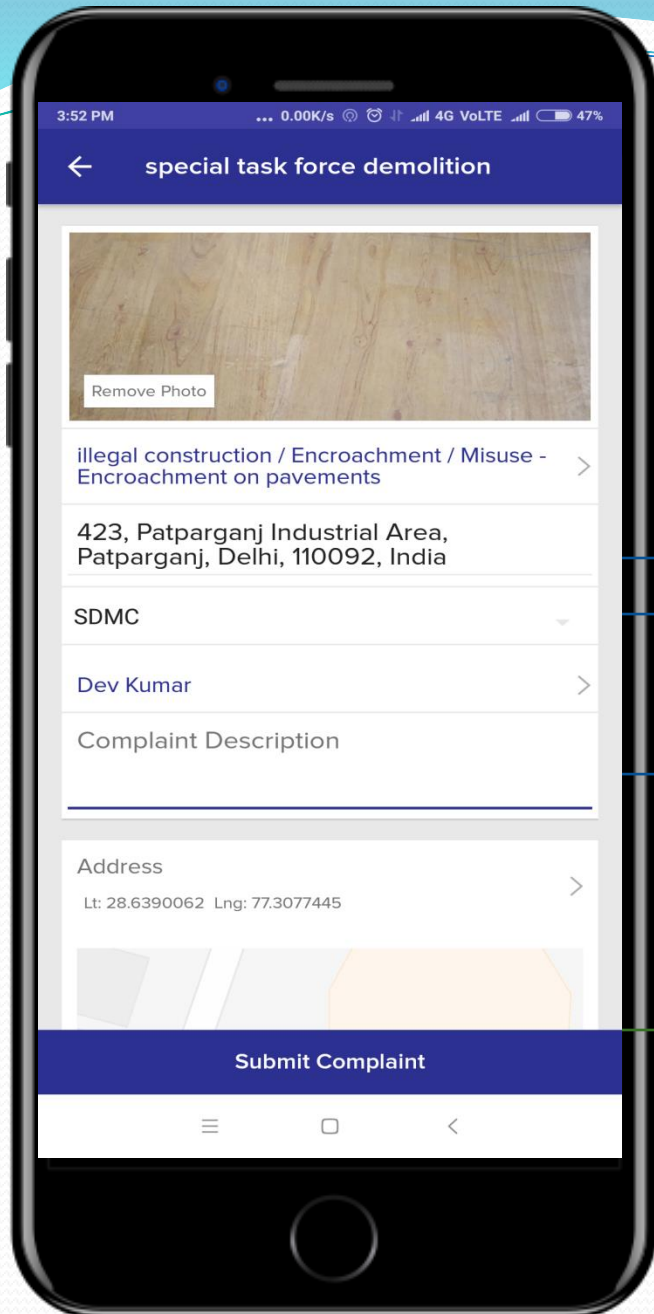 3:52 PM ... 0.00K/s 4G VoLTE 47%
special task force demolition
Remove Photo
illegal construction / Encroachment / Misuse -
Encroachment on pavements
423, Patparganj Industrial Area,
Patparganj, Delhi, 110092, India
SDMC
Dev Kumar
Complaint Description
Address
Lt: 28.6390062 Lng: 77.3077445
Submit Complaint